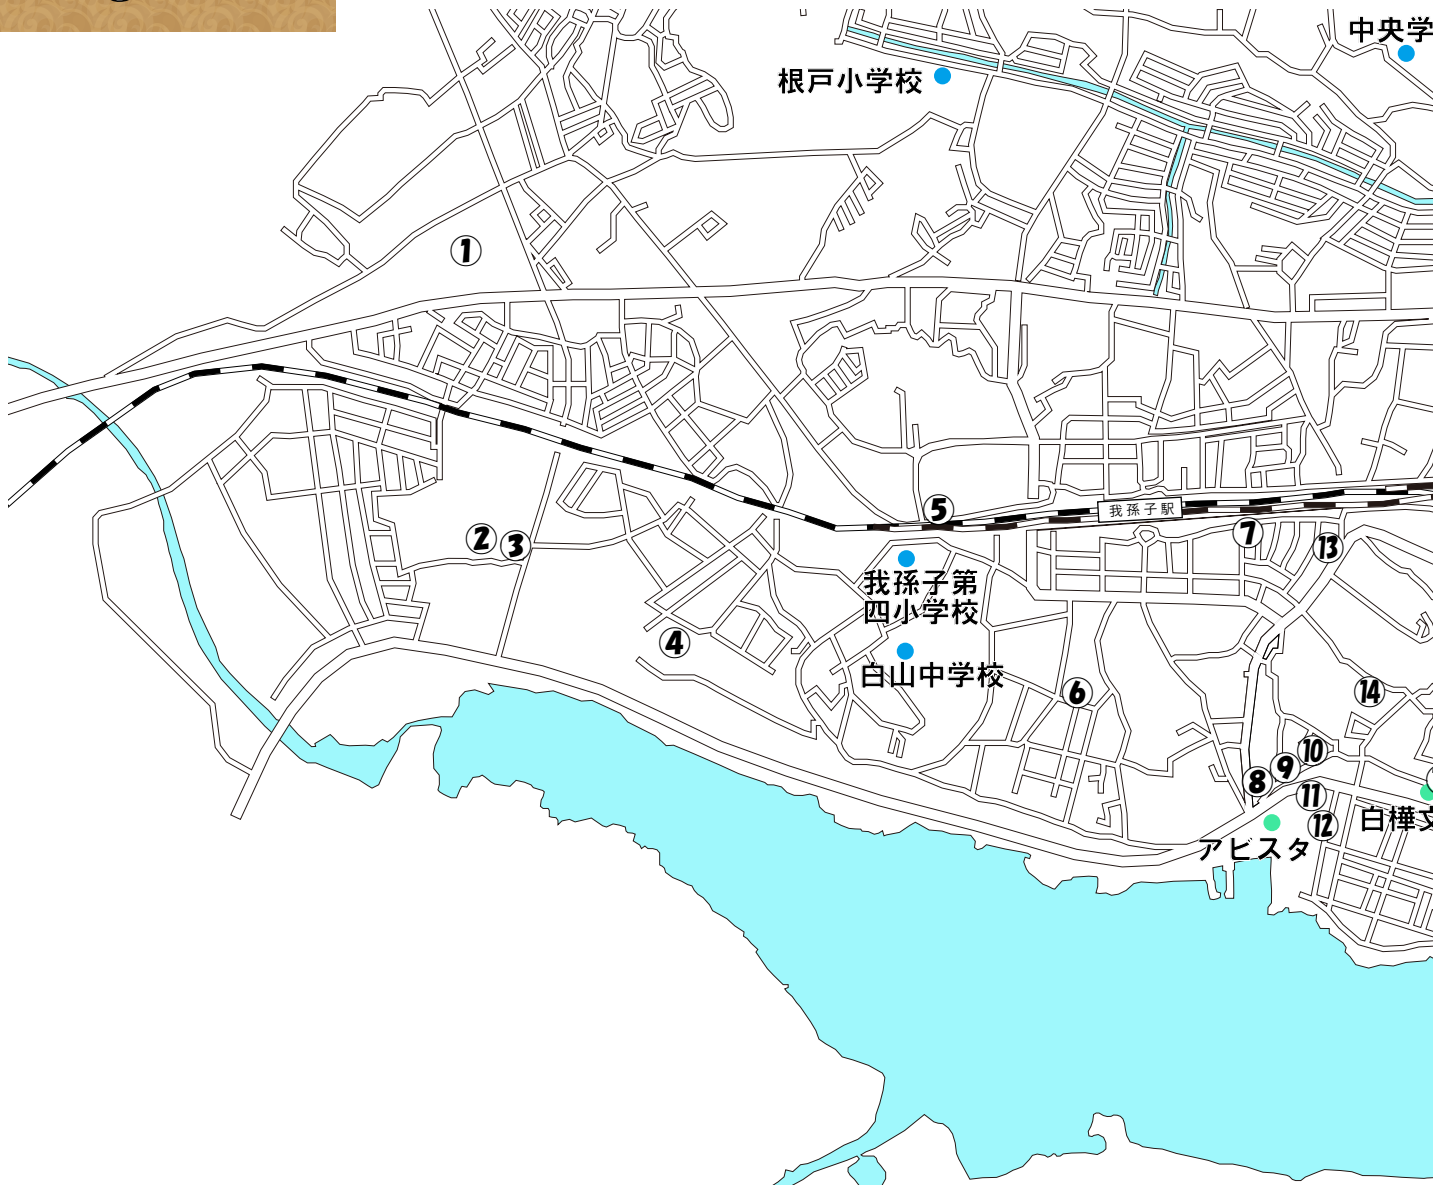 中央学
根戸小学校
①
⑤
我孫子駅
②
③
⑦
⑬
我孫子第
四小学校
④
白山中学校
⑥
⑭
⑩
⑨
⑧
⑪
⑫
白樺文
アビスタ